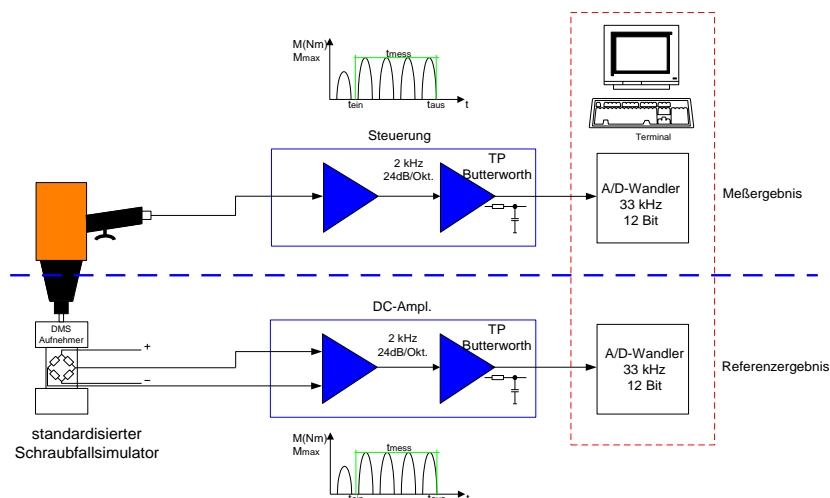 M(Nm)
Mmax
tmess
tein
taus
t
Steuerung
2 kHz
24dB/Okt.
TP
Butterworth
Terminal
A/D-Wandler
33 kHz
12 Bit
Meßergebnis
DMS
Aufnehmer
+
−
DC-Ampl.
2 kHz
24dB/Okt.
TP
Butterworth
A/D-Wandler
33 kHz
12 Bit
Referenzergebnis
standardisierter
Schraubfallsimulator
M(Nm)
Mmax
tmess
tein
taus
t